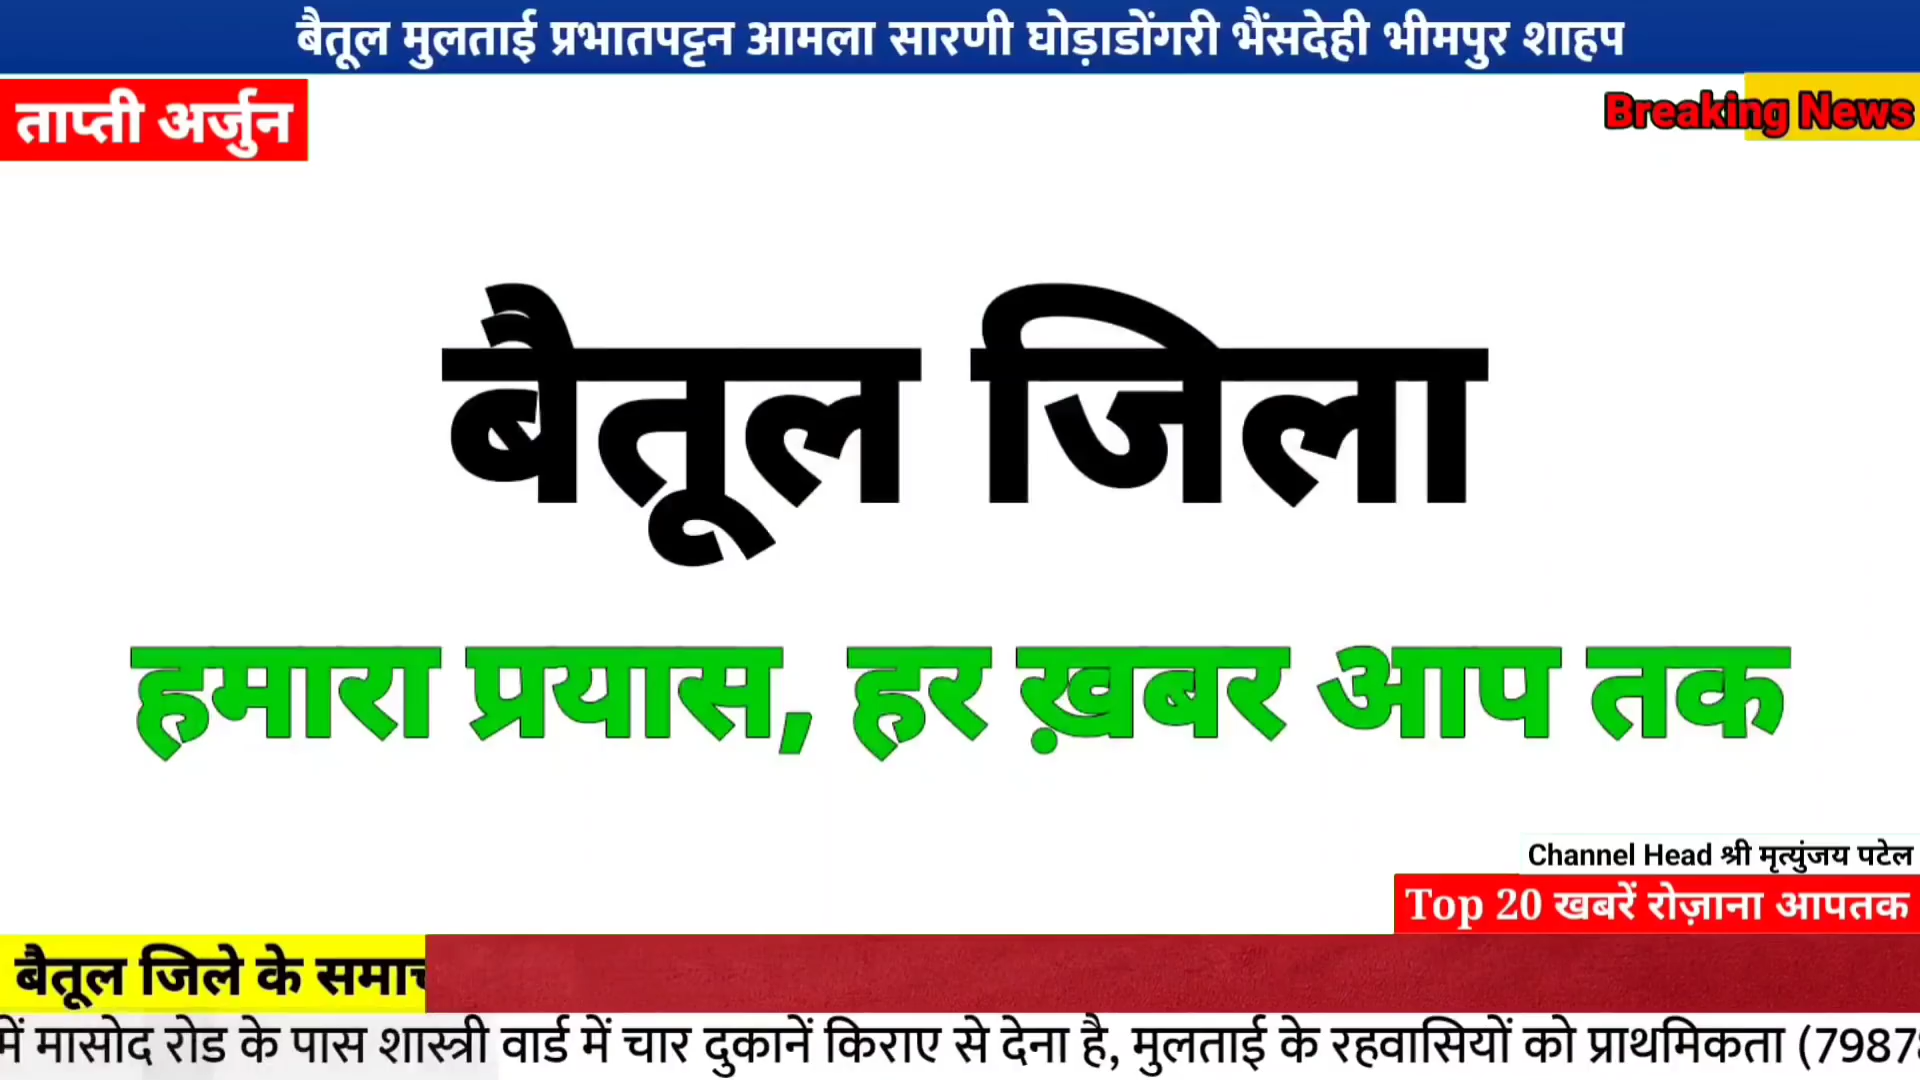 बैतूल मुलताई प्रभातपट्टन आमला सारणी घोड़ाडोंगरी भैंसदेही भीमपुर शाहप
ताप्ती अर्जुन
Breaking News
बैतूल जिला
हमारा प्रयास, हर ख़बर आप तक
Channel Head श्री मृत्युंजय पटेल
Top 20 खबरें रोज़ाना आपतक
बैतूल जिले के
में मासोद रोड के पास शास्त्री वार्ड में चार दुकानें किराए से देना है, मुलताई के रहवासियों को प्राथमिकता (7987